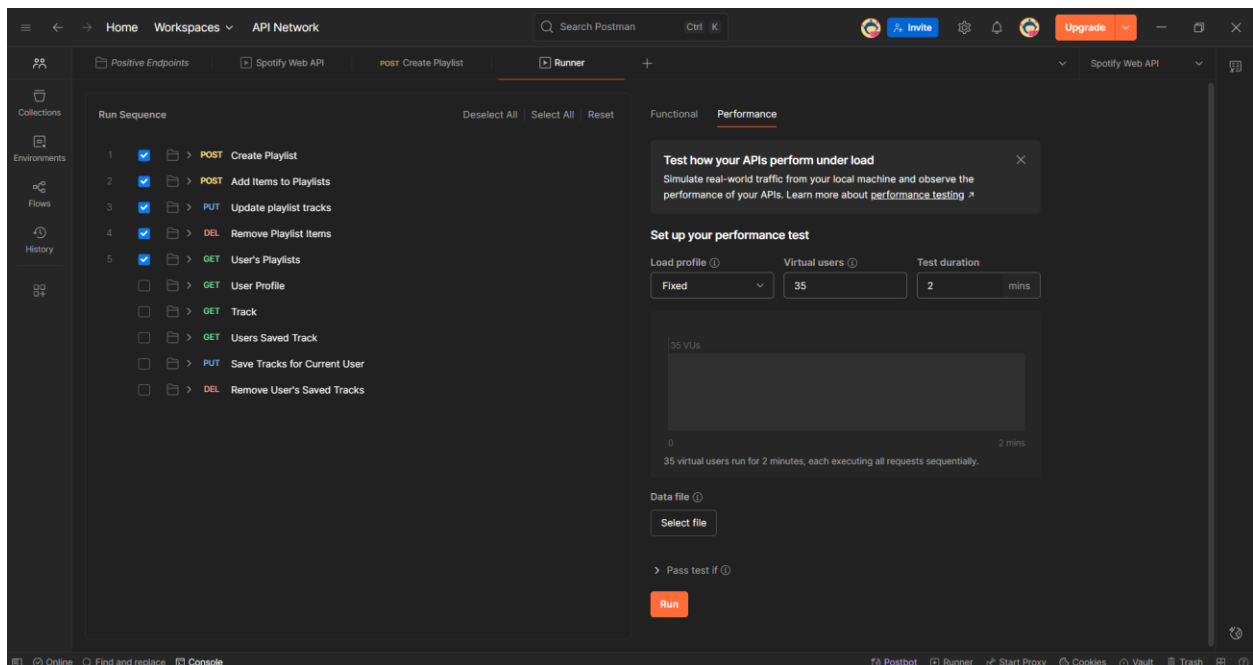 Home Workspaces API Network Search Postman Ctrl K Invite Upgrade
Positive Endpoints Spotify Web API POST Create Playlist Runner Spotify Web API
Collections
Environments
Flows
History
Run Sequence Deselect All Select All Reset
1 POST Create Playlist
2 POST Add Items to Playlists
3 PUT Update playlist tracks
4 DEL Remove Playlist Items
5 GET User's Playlists
GET User Profile
GET Track
GET Users Saved Track
PUT Save Tracks for Current User
DEL Remove User's Saved Tracks
Functional Performance
Test how your APIs perform under load
Simulate real-world traffic from your local machine and observe the
performance of your APIs. Learn more about performance testing ↗
Set up your performance test
Load profile Virtual users Test duration
Fixed 35 2 mins
35 VUs
0 2 mins
35 virtual users run for 2 minutes, each executing all requests sequentially.
Data file
Select file
Pass test if
Run
Online Find and replace Console Postbot Runner Start Proxy Cookies Vault Trash